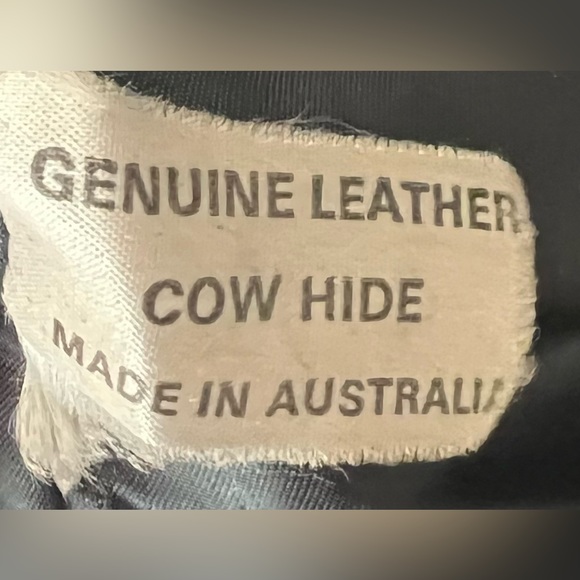 GENUINE LEATHER
COW HIDE
MADE IN AUSTRALIA